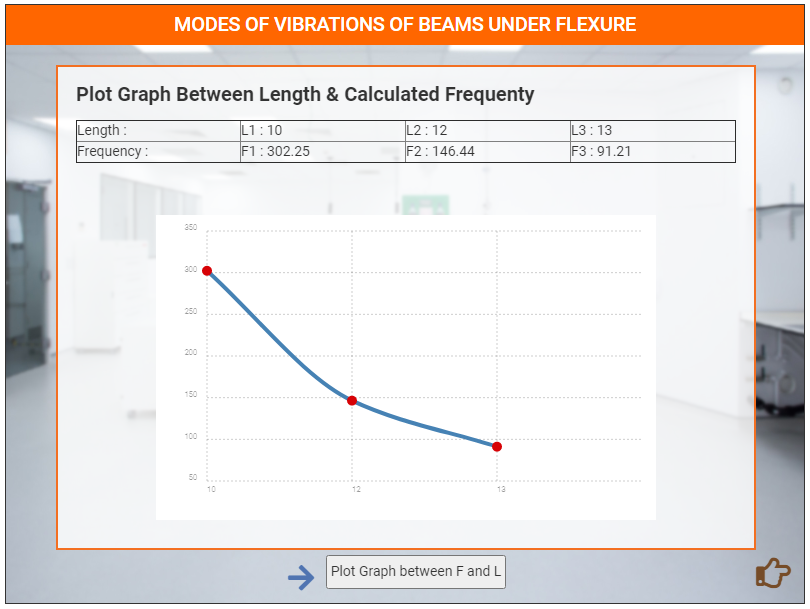 MODES OF VIBRATIONS OF BEAMS UNDER FLEXURE
Plot Graph Between Length & Calculated Frequenty
Length : L1 : 10 L2 : 12 L3 : 13
Frequency : F1 : 302.25 F2 : 146.44 F3 : 91.21
350
300
250
200
150
100
50
10 12 13
Plot Graph between F and L